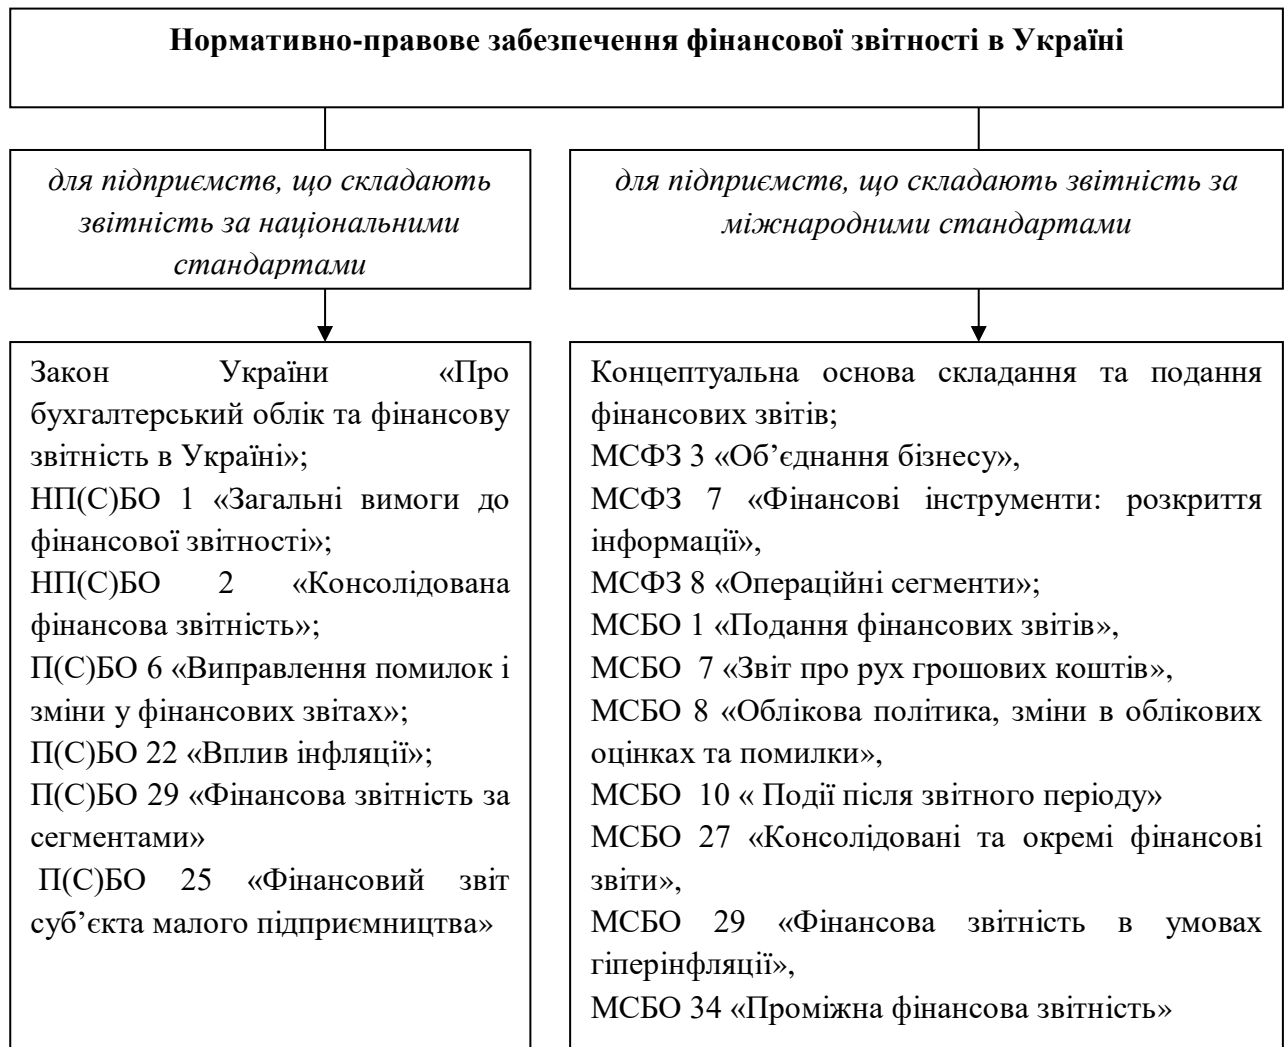 Нормативно-правове забезпечення фінансової звітності в Україні
для підприємств, що складають
звітність за національними
стандартами
для підприємств, що складають звітність за
міжнародними стандартами
Закон України «Про
бухгалтерський облік та фінансову
звітність в Україні»;
НП(С)БО 1 «Загальні вимоги до
фінансової звітності»;
НП(С)БО 2 «Консолідована
фінансова звітність»;
П(С)БО 6 «Виправлення помилок і
зміни у фінансових звітах»;
П(С)БО 22 «Вплив інфляції»;
П(С)БО 29 «Фінансова звітність за
сегментами»
П(С)БО 25 «Фінансовий звіт
суб’єкта малого підприємництва»
Концептуальна основа складання та подання
фінансових звітів;
МСФЗ 3 «Об’єднання бізнесу»,
МСФЗ 7 «Фінансові інструменти: розкриття
інформації»,
МСФЗ 8 «Операційні сегменти»;
МСБО 1 «Подання фінансових звітів»,
МСБО 7 «Звіт про рух грошових коштів»,
МСБО 8 «Облікова політика, зміни в облікових
оцінках та помилки»,
МСБО 10 « Події після звітного періоду»
МСБО 27 «Консолідовані та окремі фінансові
звіти»,
МСБО 29 «Фінансова звітність в умовах
гіперінфляції»,
МСБО 34 «Проміжна фінансова звітність»